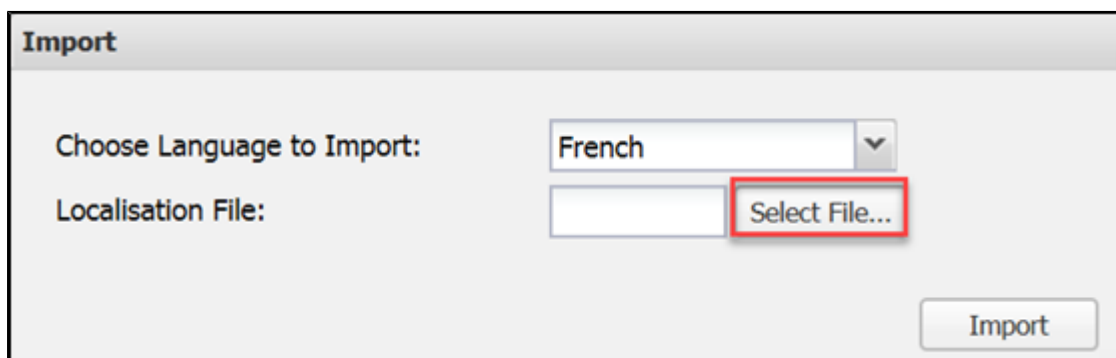 Import
Choose Language to Import: French
Localisation File: Select File...
Import